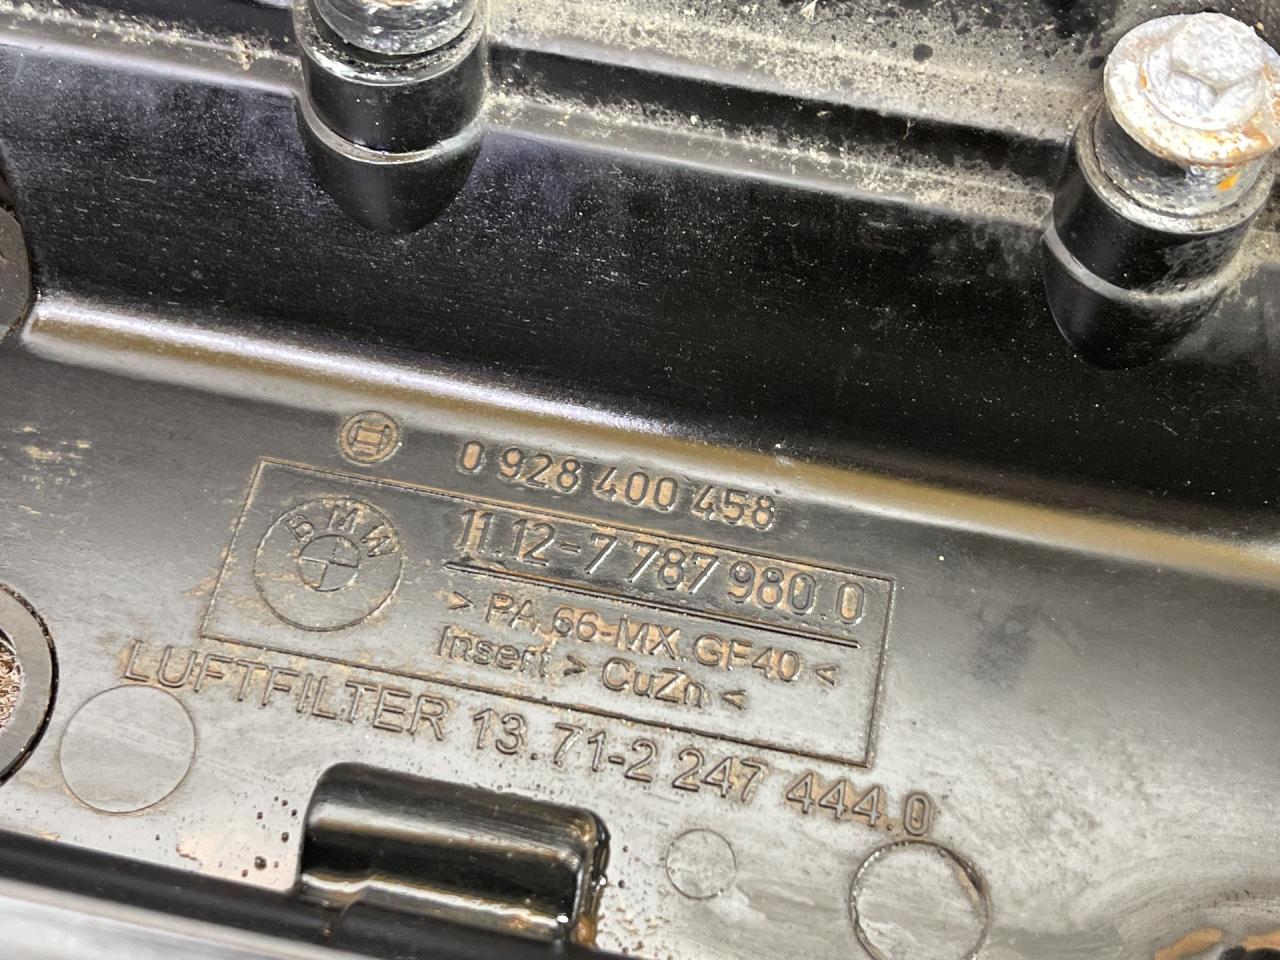 0 928 400 458
BMW
11.12-7 787 980.0
> PA 66-MX GF40 <
Insert > CuZn <
LUFTFILTER 13.71-2 247 444.0